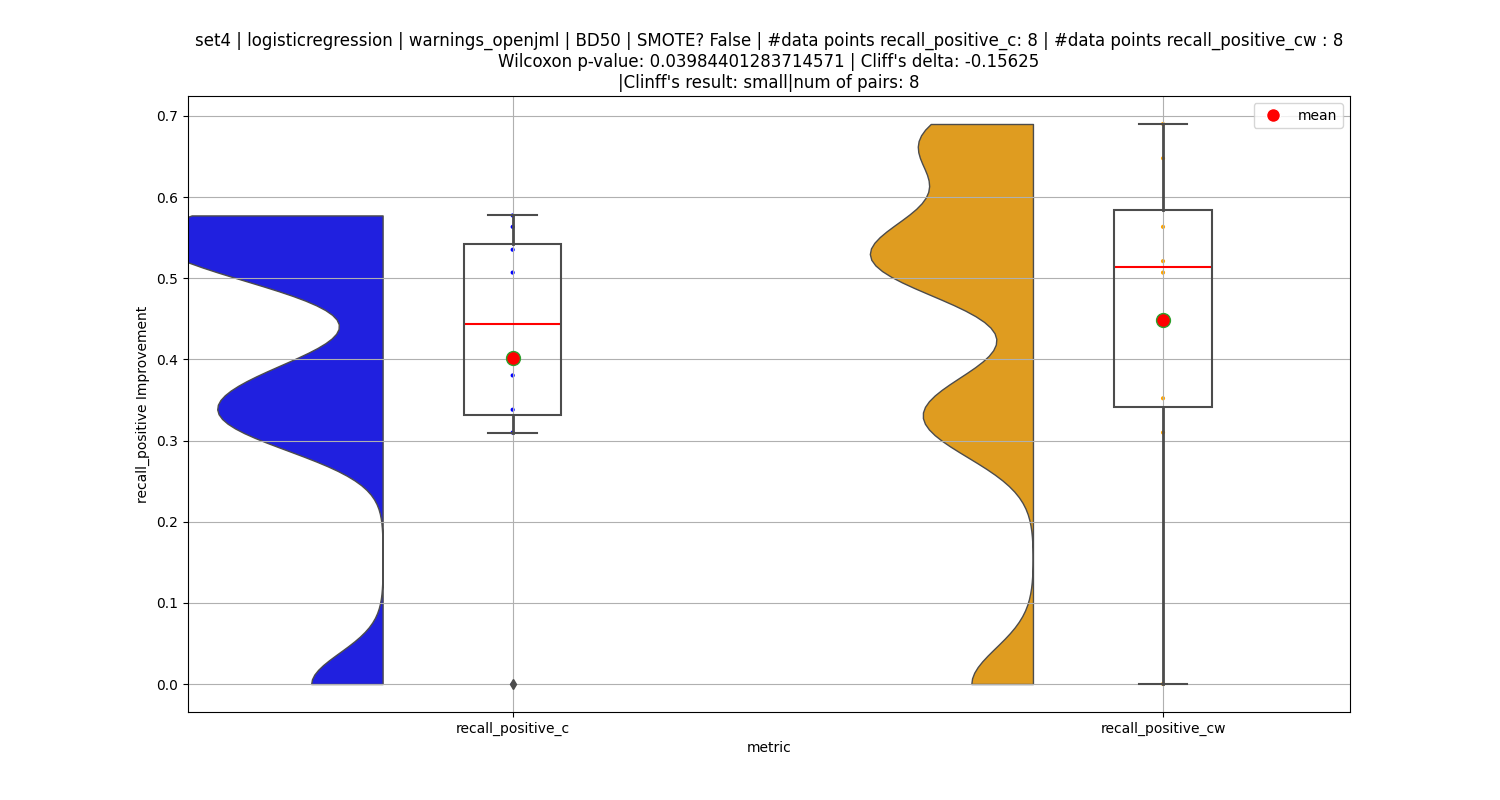 set4 | logisticregression | warnings_openjml | BD50 | SMOTE? False | #data points recall_positive_c: 8 | #data points recall_positive_cw : 8
Wilcoxon p-value: 0.03984401283714571 | Cliff's delta: -0.15625
|Clinff's result: small|num of pairs: 8
mean
0.7
0.6
0.5
0.4
0.3
0.2
0.1
0.0
recall_positive Improvement
recall_positive_c
recall_positive_cw
metric